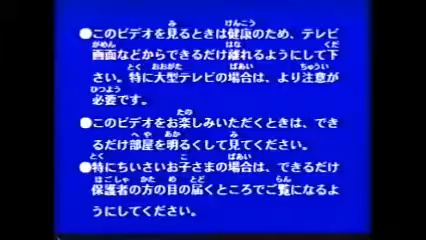 ●このビデオを見るときは健康のため、テレビ
画面などからできるだけ離れるようにして下
さい。特に大型テレビの場合は、より注意が
必要です。
●このビデオをお楽しみいただくときは、でき
るだけ部屋を明るくして見てください。
●特にちいさいお子さまの場合は、できるだけ
保護者の方の目の届くところでご覧になるよ
うにしてください。